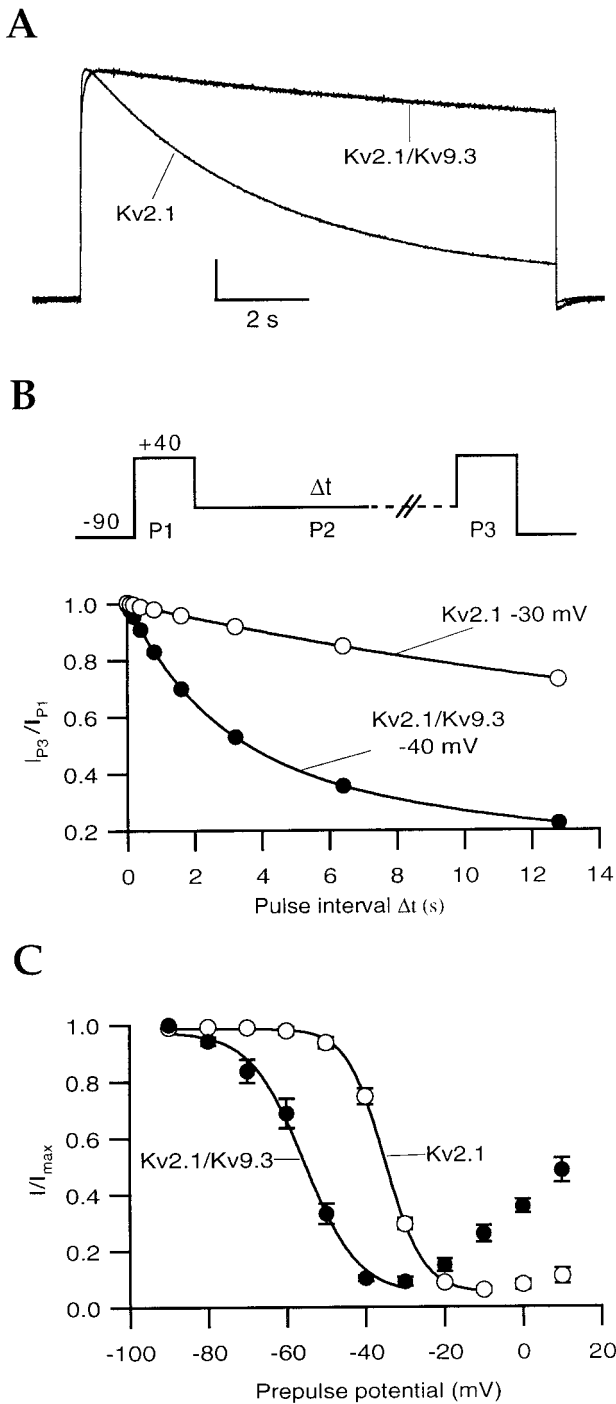 A
Kv2.1/Kv9.3
Kv2.1
2 s
B
+40
Δt
-90
P1
P2
P3
1.0
0.8
0.6
0.4
0.2
I_P3/I_P1
Kv2.1 -30 mV
Kv2.1/Kv9.3
-40 mV
0 2 4 6 8 10 12 14
Pulse interval Δt (s)
C
1.0
0.8
0.6
0.4
0.2
0.0
I/I_max
Kv2.1/Kv9.3
Kv2.1
-100 -80 -60 -40 -20 0 20
Prepulse potential (mV)